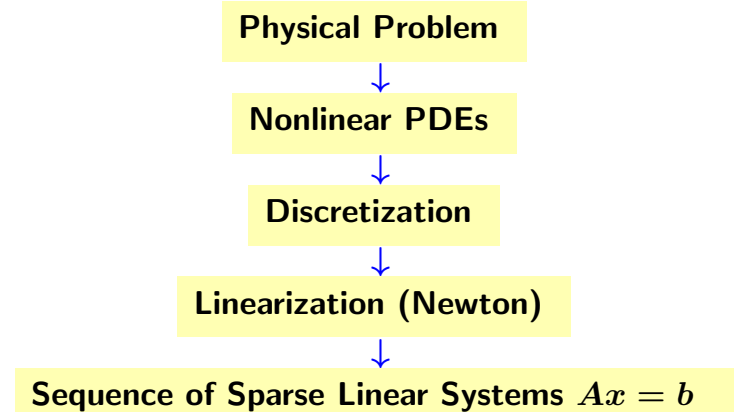 Physical Problem
Nonlinear PDEs
Discretization
Linearization (Newton)
Sequence of Sparse Linear Systems Ax = b